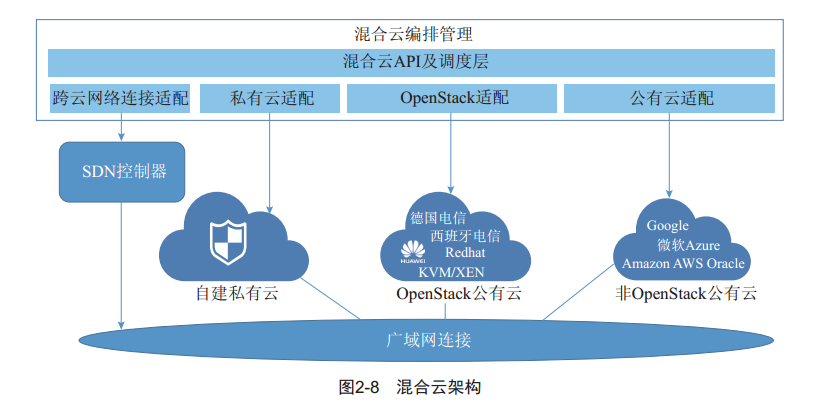 混合云编排管理
混合云API及调度层
跨云网络连接适配 私有云适配 OpenStack适配 公有云适配
SDN控制器
德国电信
西班牙电信
HUAWEI
Redhat
KVM/XEN
Google
微软Azure
Amazon AWS Oracle
自建私有云 OpenStack公有云 非OpenStack公有云
广域网连接
图2-8 混合云架构